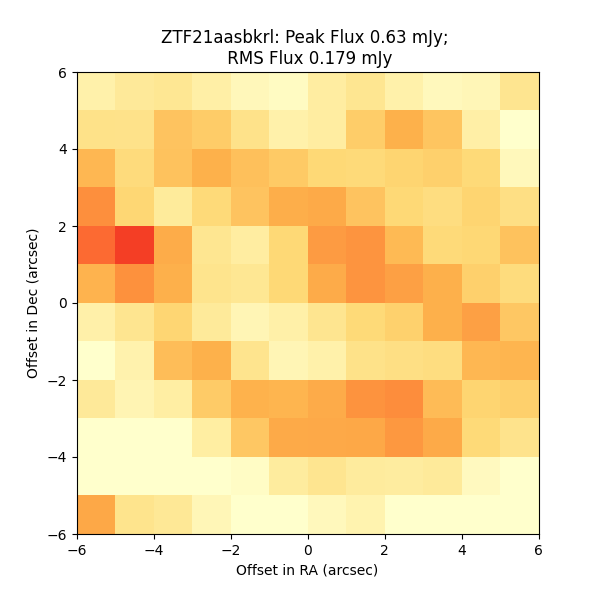 ZTF21aasbkrl: Peak Flux 0.63 mJy;
RMS Flux 0.179 mJy
6
4
2
0
−2
−4
−6
Offset in Dec (arcsec)
−6 −4 −2 0 2 4 6
Offset in RA (arcsec)